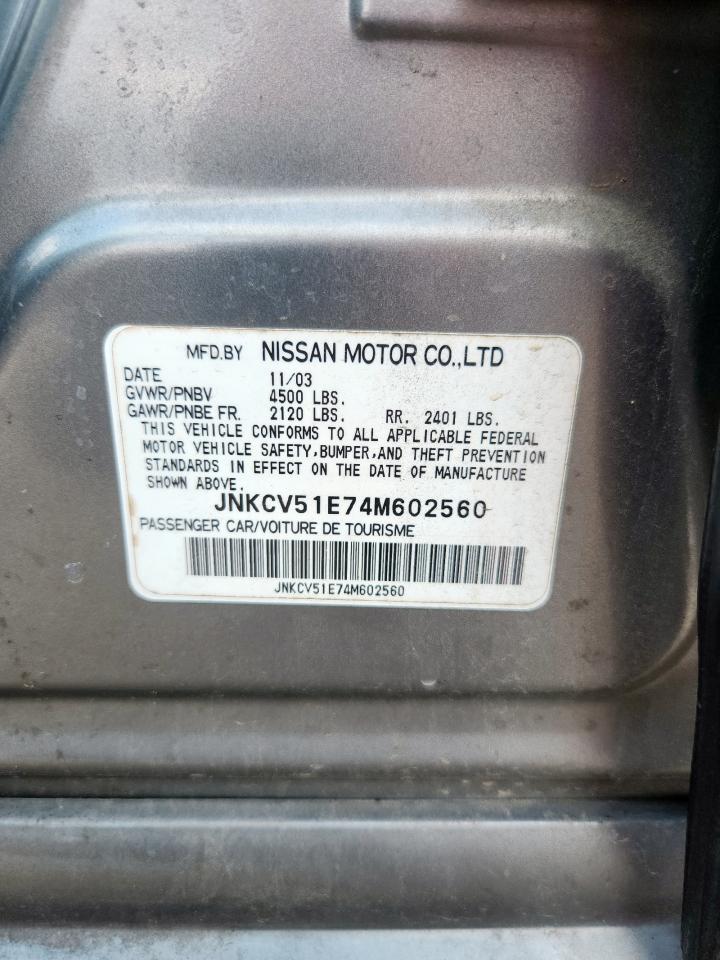 MFD.BY NISSAN MOTOR CO.,LTD
DATE 11/03
GVWR/PNBV 4500 LBS.
GAWR/PNBE FR. 2120 LBS. RR. 2401 LBS.
THIS VEHICLE CONFORMS TO ALL APPLICABLE FEDERAL
MOTOR VEHICLE SAFETY,BUMPER,AND THEFT PREVENTION
STANDARDS IN EFFECT ON THE DATE OF MANUFACTURE
SHOWN ABOVE.
JNKCV51E74M602560
PASSENGER CAR/VOITURE DE TOURISME
JNKCV51E74M602560